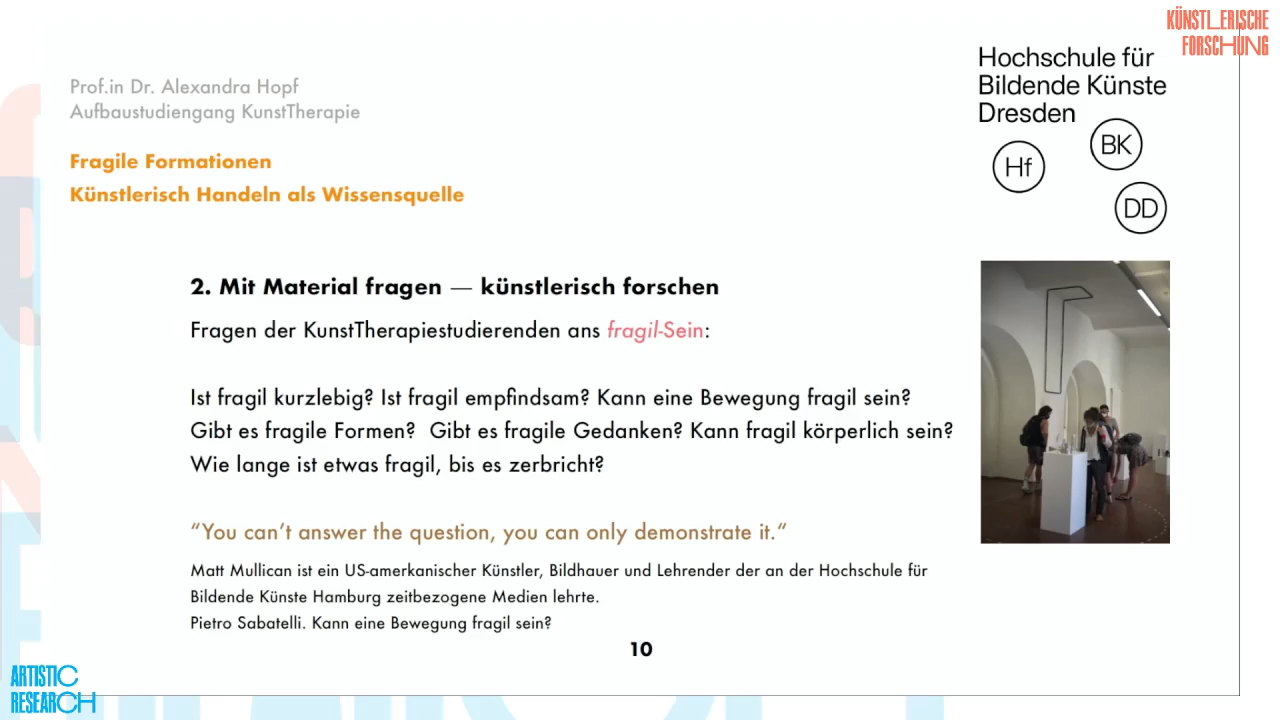 KÜNSTLERISCHE
FORSCHUNG
Hochschule für
Bildende Künste
Dresden
Hf
BK
DD
Prof.in Dr. Alexandra Hopf
Aufbaustudiengang KunstTherapie
Fragile Formationen
Künstlerisch Handeln als Wissensquelle
2. Mit Material fragen — künstlerisch forschen
Fragen der KunstTherapiestudierenden ans fragil-Sein:
Ist fragil kurzlebig? Ist fragil empfindsam? Kann eine Bewegung fragil sein?
Gibt es fragile Formen?  Gibt es fragile Gedanken? Kann fragil körperlich sein?
Wie lange ist etwas fragil, bis es zerbricht?
“You can’t answer the question, you can only demonstrate it.“
Matt Mullican ist ein US-amerkanischer Künstler, Bildhauer und Lehrender der an der Hochschule für
Bildende Künste Hamburg zeitbezogene Medien lehrte.
Pietro Sabatelli. Kann eine Bewegung fragil sein?
10
ARTISTIC
RESEARCH